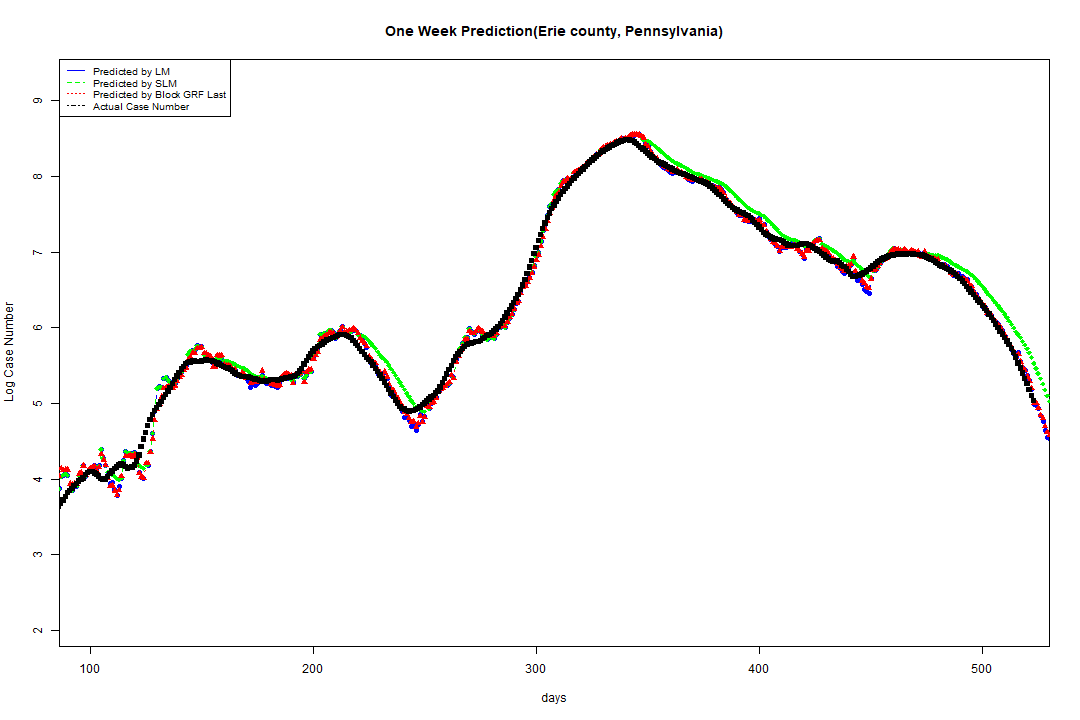 One Week Prediction(Erie county, Pennsylvania)
Predicted by LM
Predicted by SLM
Predicted by Block GRF Last
Actual Case Number
9
8
7
6
5
4
3
2
Log Case Number
100
200
300
400
500
days